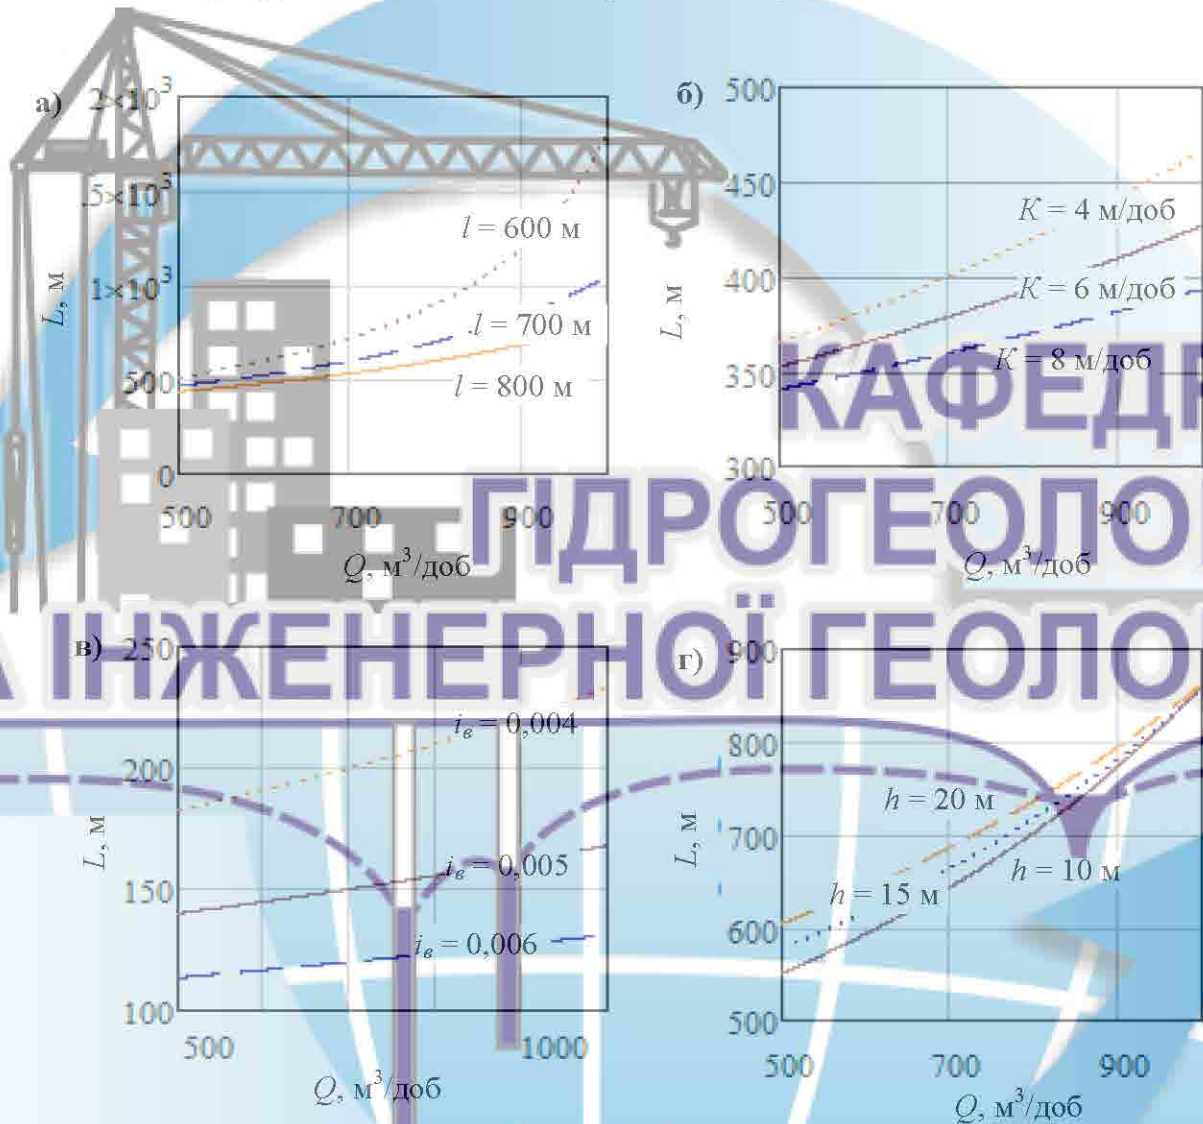 а)
2×10³
.5×10³
1×10³
500
0
L, м
l = 600 м
l = 700 м
l = 800 м
500 700 900
Q, м³/доб
б)
500
450
400
350
300
L, м
K = 4 м/доб
K = 6 м/доб
K = 8 м/доб
500 700 900
Q, м³/доб
КАФЕДР
ГІДРОГЕОЛО
А ІНЖЕНЕРНОЇ ГЕОЛО
в)
250
200
150
100
L, м
iв = 0,004
iв = 0,005
iв = 0,006
500 1000
Q, м³/доб
г)
900
800
700
600
500
L, м
h = 20 м
h = 10 м
h = 15 м
500 700 900
Q, м³/доб